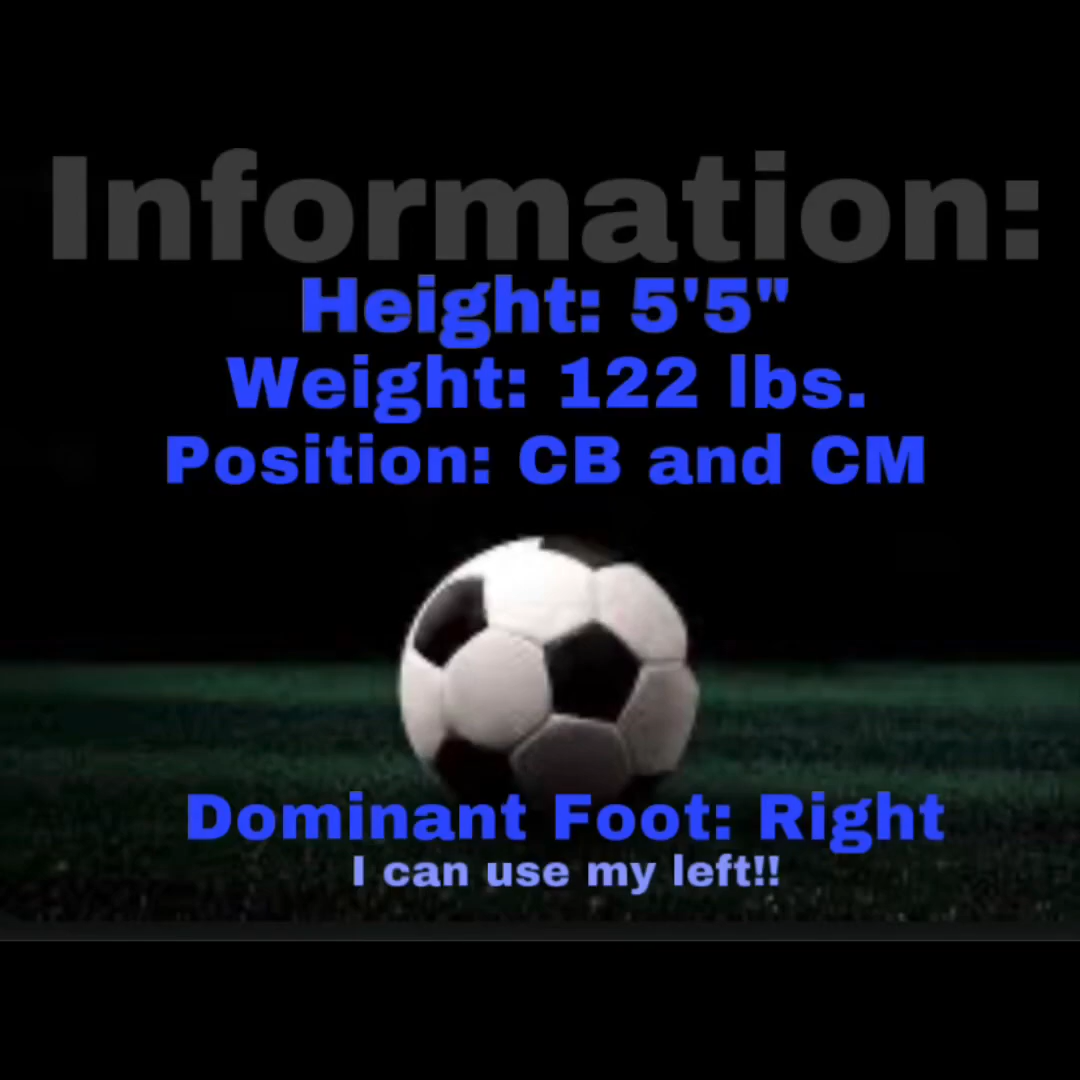 Information:
Height: 5'5"
Weight: 122 lbs.
Position: CB and CM
Dominant Foot: Right
I can use my left!!